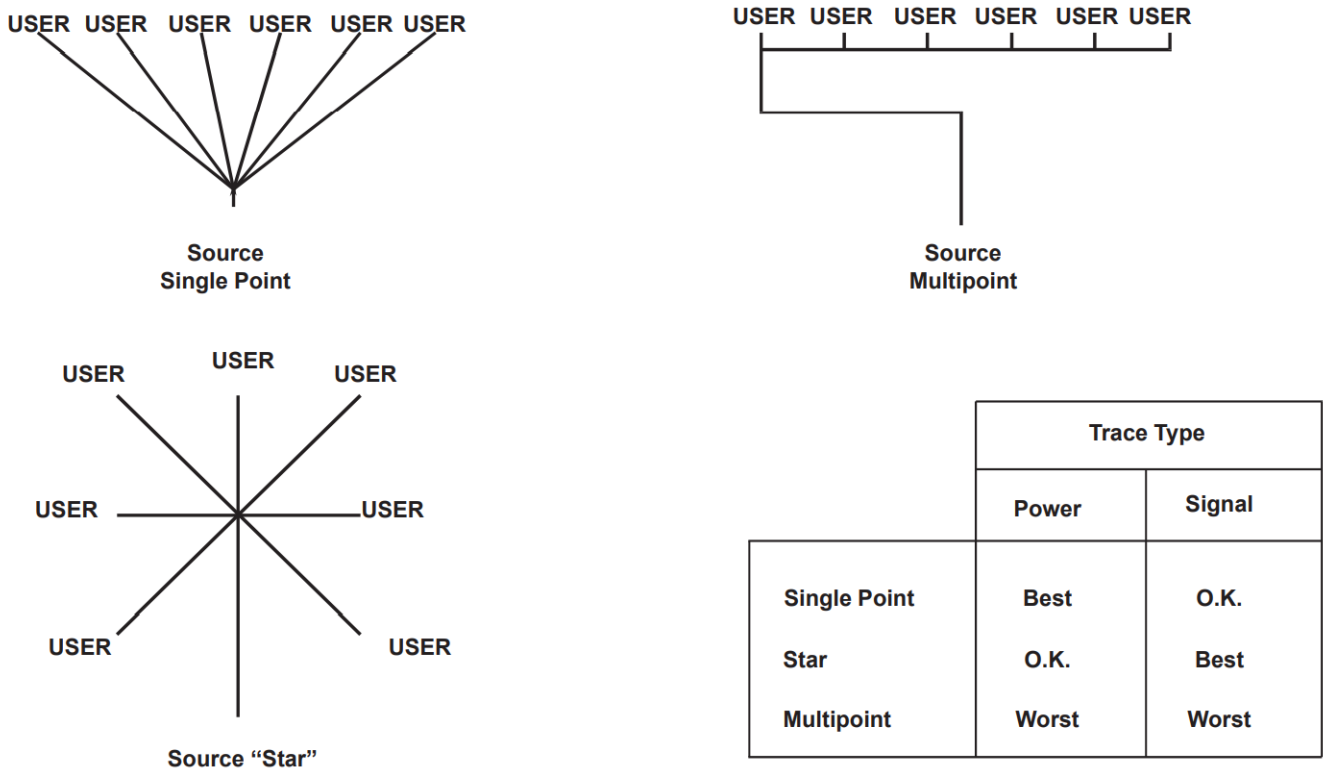 USER USER USER USER USER USER
Source
Single Point
USER USER USER USER USER USER
Source
Multipoint
USER
USER
USER
USER
USER
USER
USER
Source “Star”
Trace Type
Power Signal
Single Point Best O.K.
Star O.K. Best
Multipoint Worst Worst